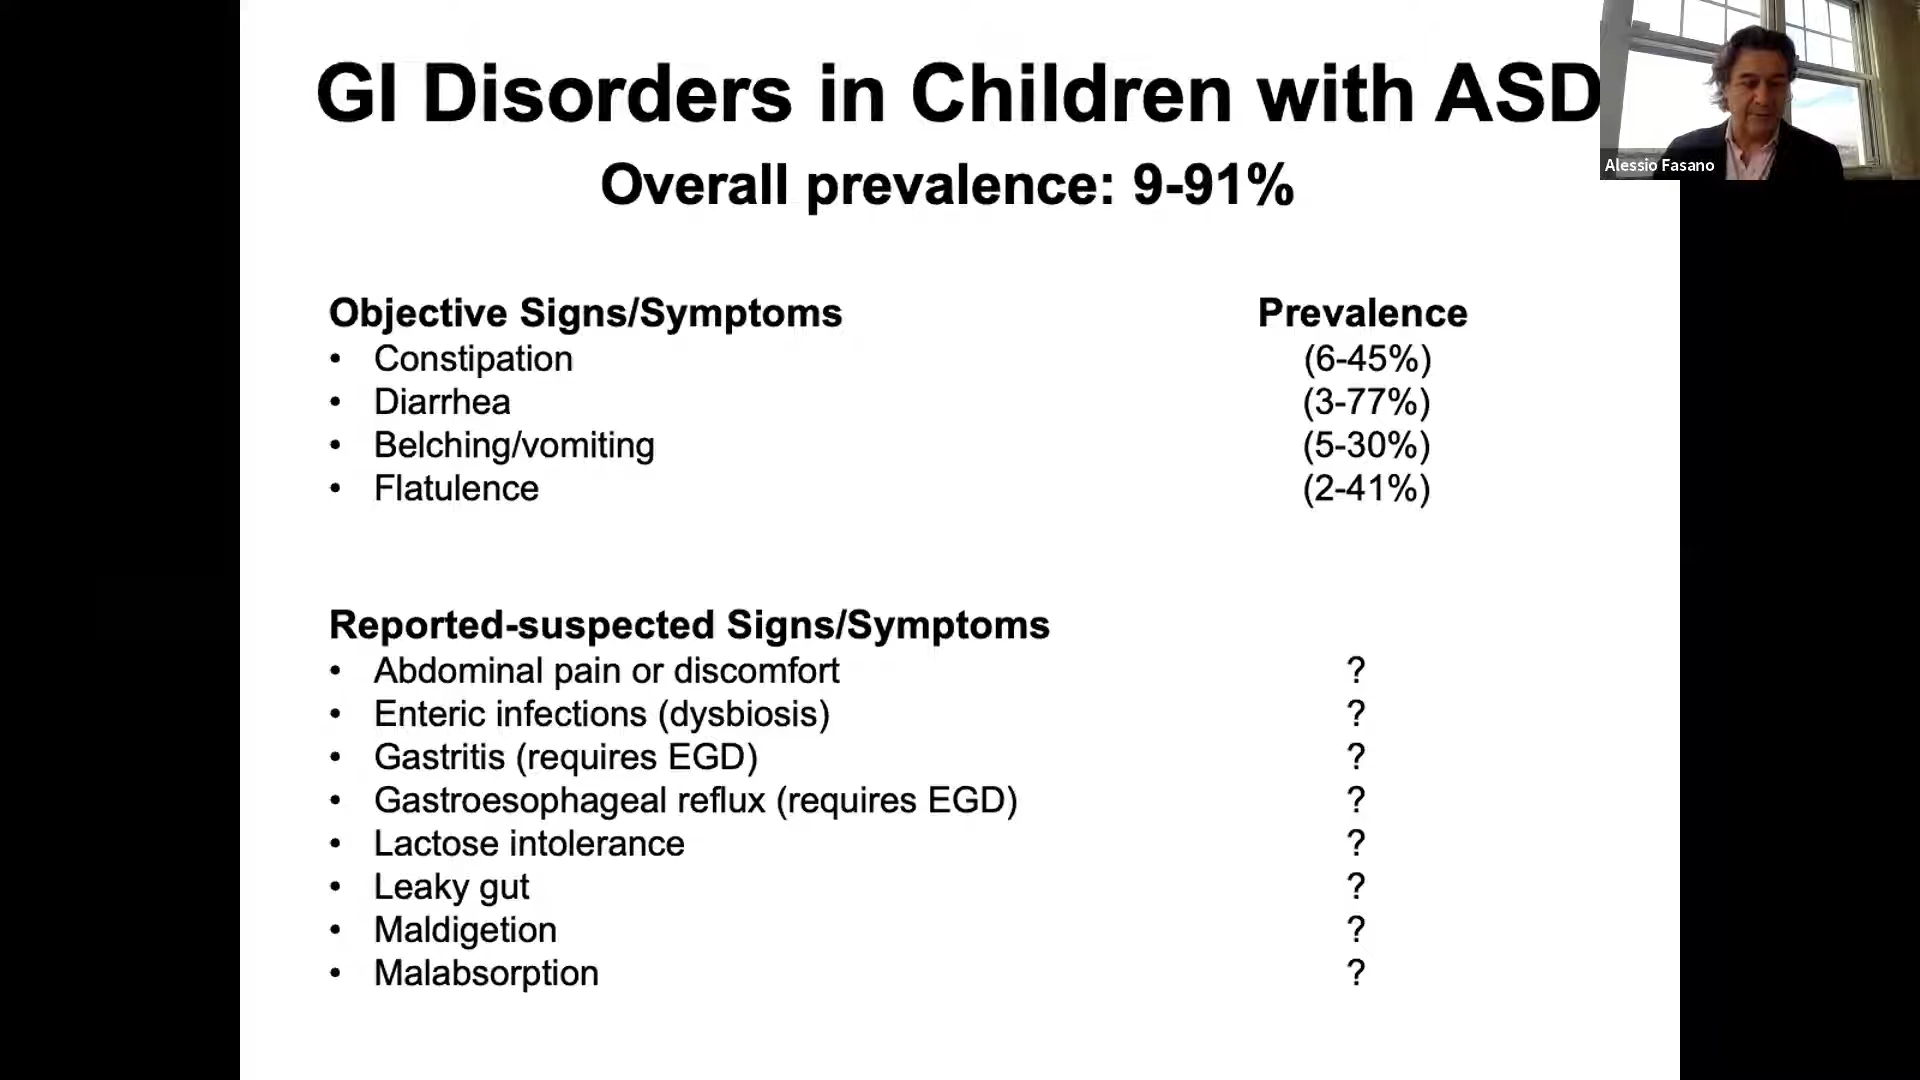 GI Disorders in Children with ASD
Overall prevalence: 9-91%
Alessio Fasano
Objective Signs/Symptoms Prevalence
• Constipation (6-45%)
• Diarrhea (3-77%)
• Belching/vomiting (5-30%)
• Flatulence (2-41%)
Reported-suspected Signs/Symptoms
• Abdominal pain or discomfort ?
• Enteric infections (dysbiosis) ?
• Gastritis (requires EGD) ?
• Gastroesophageal reflux (requires EGD) ?
• Lactose intolerance ?
• Leaky gut ?
• Maldigetion ?
• Malabsorption ?